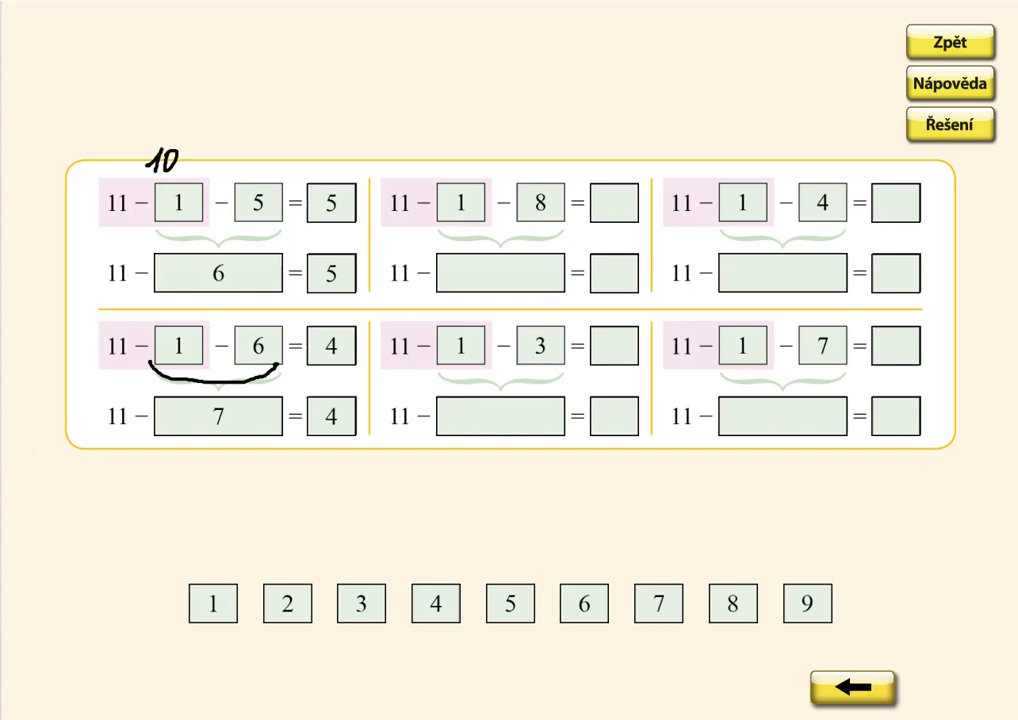 Zpět
Nápověda
Řešení
10
11 − 1 − 5 = 5
11 − 1 − 8 =
11 − 1 − 4 =
11 − 6 = 5
11 − =
11 − =
11 − 1 − 6 = 4
11 − 1 − 3 =
11 − 1 − 7 =
11 − 7 = 4
11 − =
11 − =
1 2 3 4 5 6 7 8 9